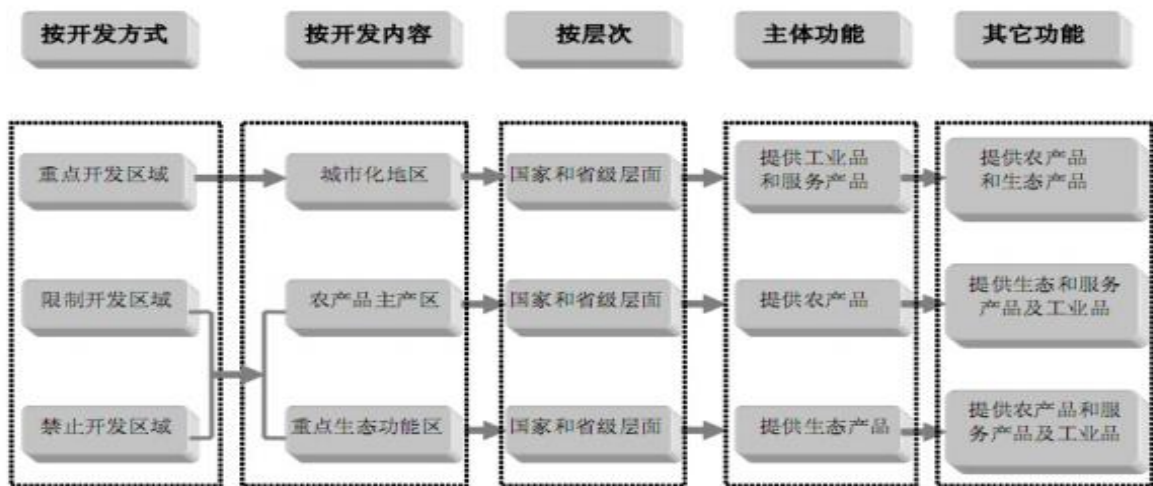 按开发方式 按开发内容 按层次 主体功能 其它功能
重点开发区域 城市化地区 国家和省级层面
提供工业品
和服务产品
提供农产品
和生态产品
限制开发区域 农产品主产区 国家和省级层面 提供农产品
提供生态和服务
产品及工业品
禁止开发区域 重点生态功能区 国家和省级层面 提供生态产品
提供农产品和服
务产品及工业品